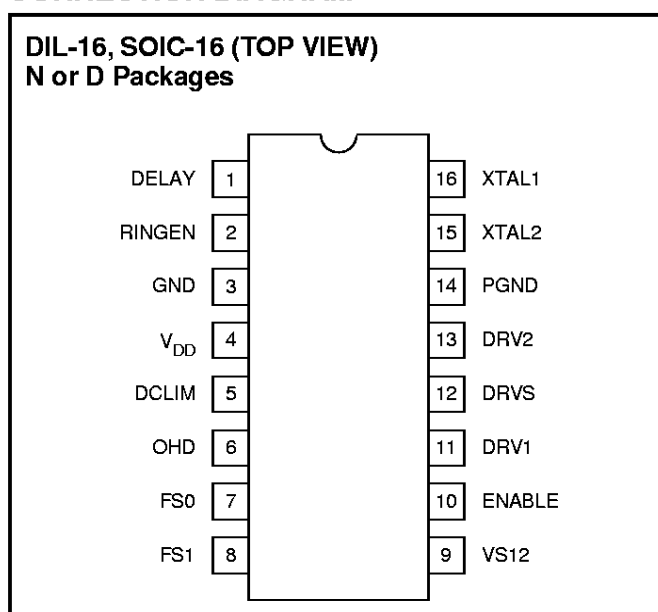 DIL-16, SOIC-16 (TOP VIEW)
N or D Packages
DELAY 1 16 XTAL1
RINGEN 2 15 XTAL2
GND 3 14 PGND
VDD 4 13 DRV2
DCLIM 5 12 DRVS
OHD 6 11 DRV1
FS0 7 10 ENABLE
FS1 8 9 VS12